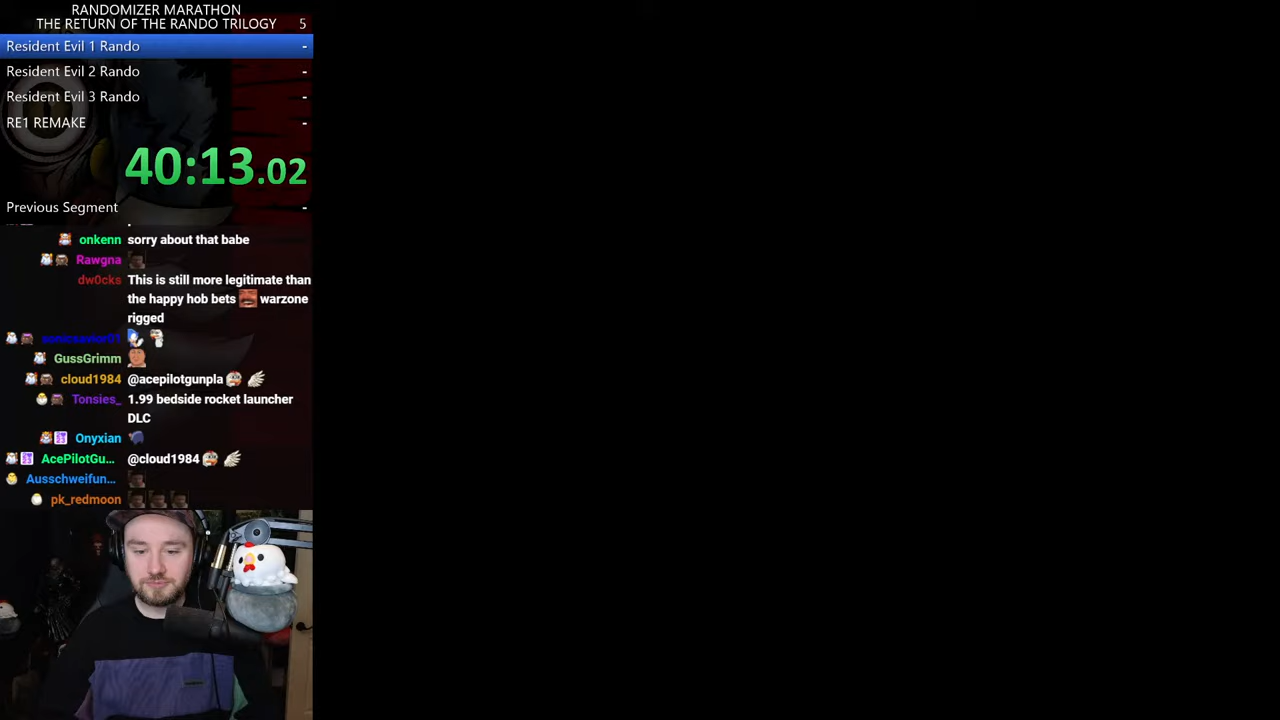 RANDOMIZER MARATHON
THE RETURN OF THE RANDO TRILOGY 5
Resident Evil 1 Rando -
Resident Evil 2 Rando -
Resident Evil 3 Rando -
RE1 REMAKE -
40:13.02
Previous Segment -
onkenn sorry about that babe
Rawgna
dw0cks This is still more legitimate than
the happy hob bets warzone
rigged
sonicsavior01
GussGrimm
cloud1984 @acepilotgunpla
Tonsies_ 1.99 bedside rocket launcher
DLC
Onyxian
AcePilotGu... @cloud1984
Ausschweifun...
pk_redmoon